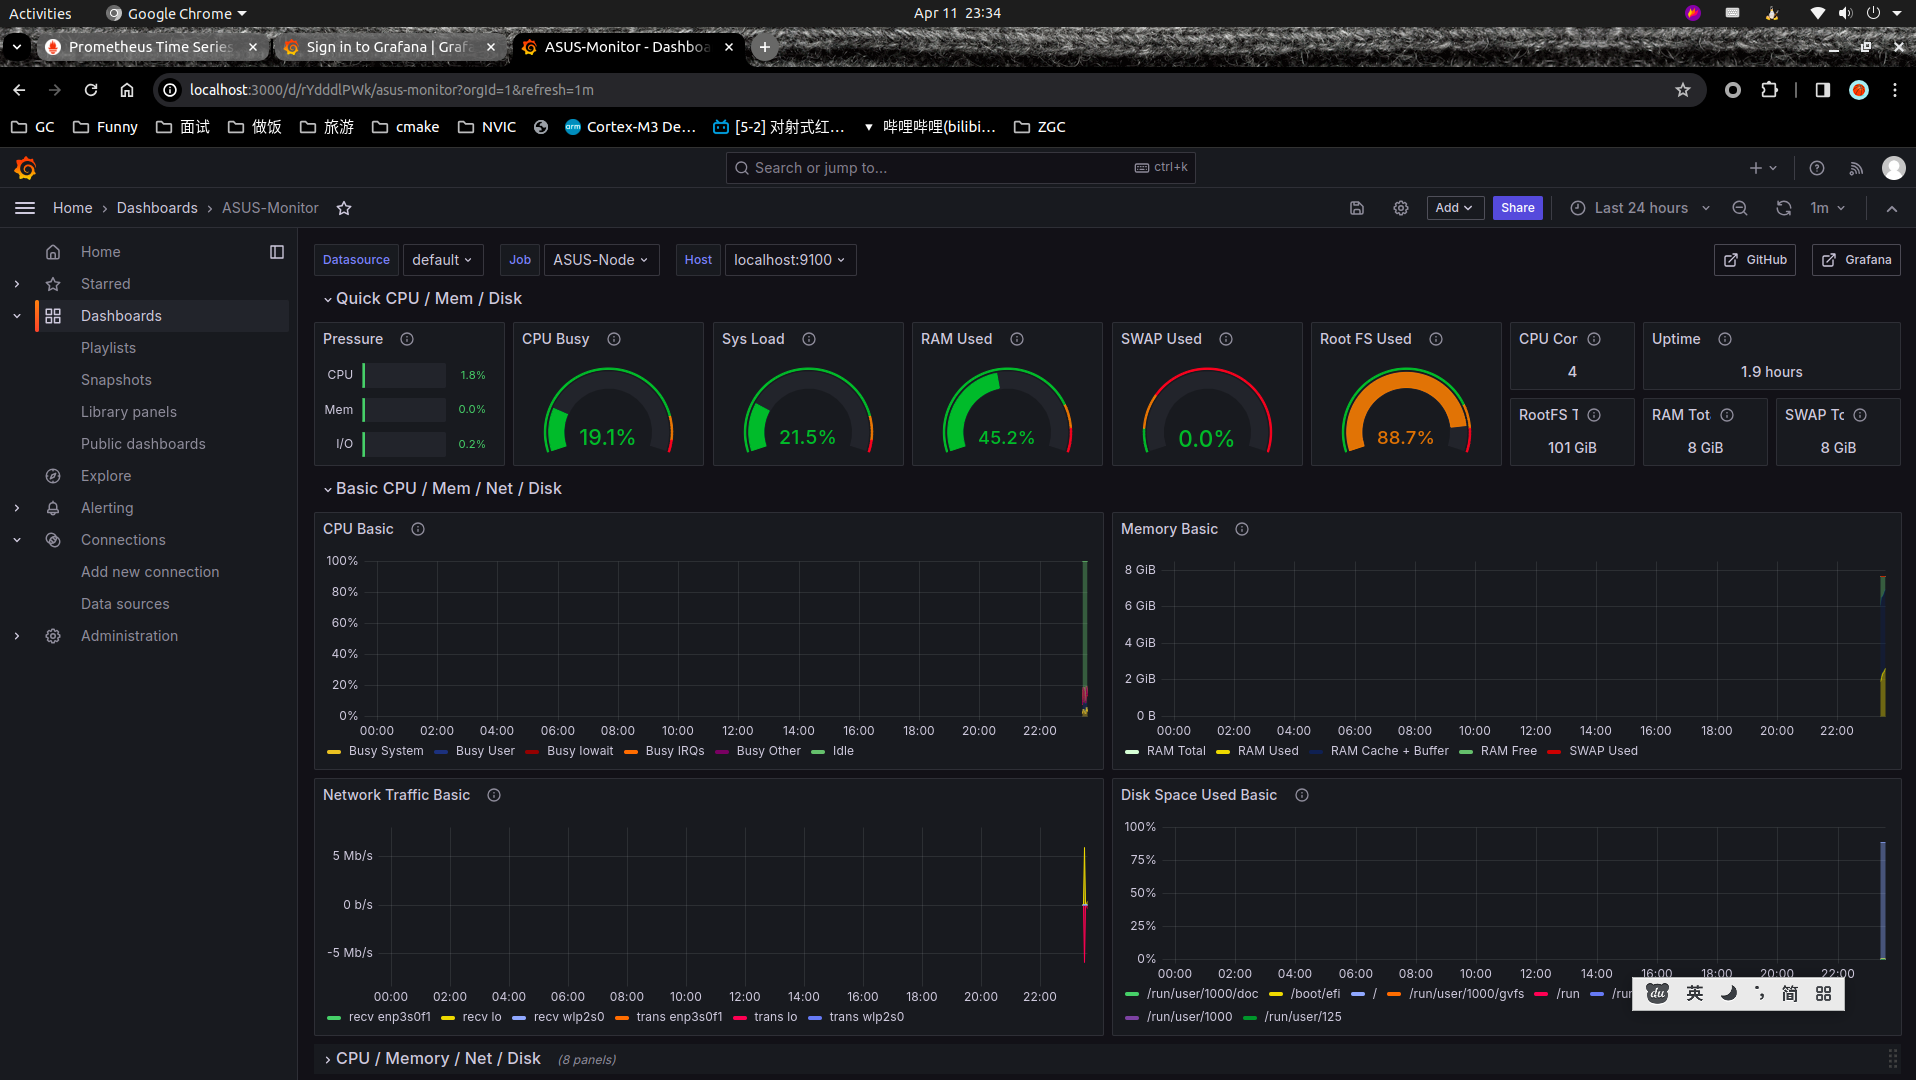 Activities
Google Chrome
Apr 11 23:34
Prometheus Time Series
Sign in to Grafana | Grafa
ASUS-Monitor - Dashboa
localhost:3000/d/rYdddlPWk/asus-monitor?orgId=1&refresh=1m
GC
Funny
面试
做饭
旅游
cmake
NVIC
arm
Cortex-M3 De...
[5-2] 对射式红...
哔哩哔哩(bilibi...
ZGC
Search or jump to...
ctrl+k
Home
Dashboards
ASUS-Monitor
Add
Share
Last 24 hours
1m
Home
Starred
Dashboards
Playlists
Snapshots
Library panels
Public dashboards
Explore
Alerting
Connections
Add new connection
Data sources
Administration
Datasource
default
Job
ASUS-Node
Host
localhost:9100
GitHub
Grafana
Quick CPU / Mem / Disk
Pressure
CPU
1.8%
Mem
0.0%
I/O
0.2%
CPU Busy
19.1%
Sys Load
21.5%
RAM Used
45.2%
SWAP Used
0.0%
Root FS Used
88.7%
CPU Cor
4
Uptime
1.9 hours
RootFS T
101 GiB
RAM Tot
8 GiB
SWAP Tc
8 GiB
Basic CPU / Mem / Net / Disk
CPU Basic
100%
80%
60%
40%
20%
0%
00:00 02:00 04:00 06:00 08:00 10:00 12:00 14:00 16:00 18:00 20:00 22:00
Busy System Busy User Busy Iowait Busy IRQs Busy Other Idle
Memory Basic
8 GiB
6 GiB
4 GiB
2 GiB
0 B
00:00 02:00 04:00 06:00 08:00 10:00 12:00 14:00 16:00 18:00 20:00 22:00
RAM Total RAM Used RAM Cache + Buffer RAM Free SWAP Used
Network Traffic Basic
5 Mb/s
0 b/s
-5 Mb/s
00:00 02:00 04:00 06:00 08:00 10:00 12:00 14:00 16:00 18:00 20:00 22:00
recv enp3s0f1 recv lo recv wlp2s0 trans enp3s0f1 trans lo trans wlp2s0
Disk Space Used Basic
100%
75%
50%
25%
0%
00:00 02:00 04:00 06:00 08:00 10:00 12:00 14:00 16:00 18:00 20:00 22:00
/run/user/1000/doc /boot/efi / /run/user/1000/gvfs /run /rur
/run/user/1000 /run/user/125
du 英 简
CPU / Memory / Net / Disk (8 panels)